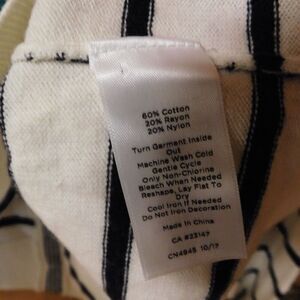 60% Cotton
20% Rayon
20% Nylon
Turn Garment Inside
Out
Machine Wash Cold
Gentle Cycle
Only Non-Chlorine
Bleach When Needed
Reshape, Lay Flat To
Dry
Cool Iron If Needed
Do Not Iron Decoration
Made In China
CA #23147
CN4945 10/17